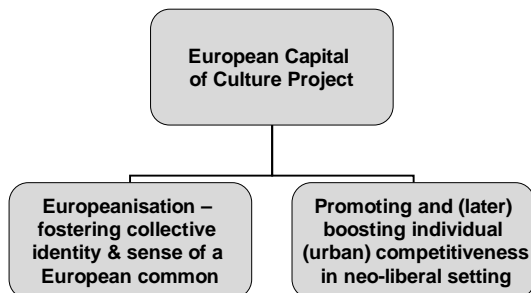 European Capital
of Culture Project
Europeanisation –
fostering collective
identity & sense of a
European common
Promoting and (later)
boosting individual
(urban) competitiveness
in neo-liberal setting